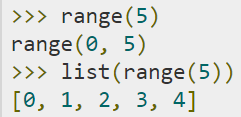 >>> range(5)
range(0, 5)
>>> list(range(5))
[0, 1, 2, 3, 4]